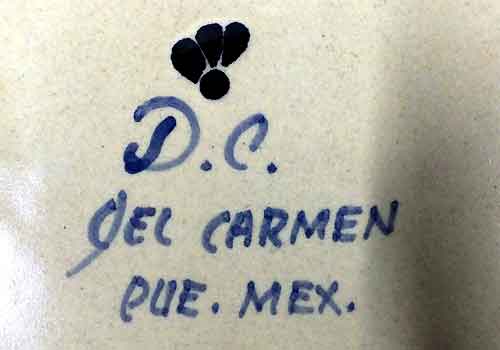 D.C.
del CARMEN
PUE. MEX.